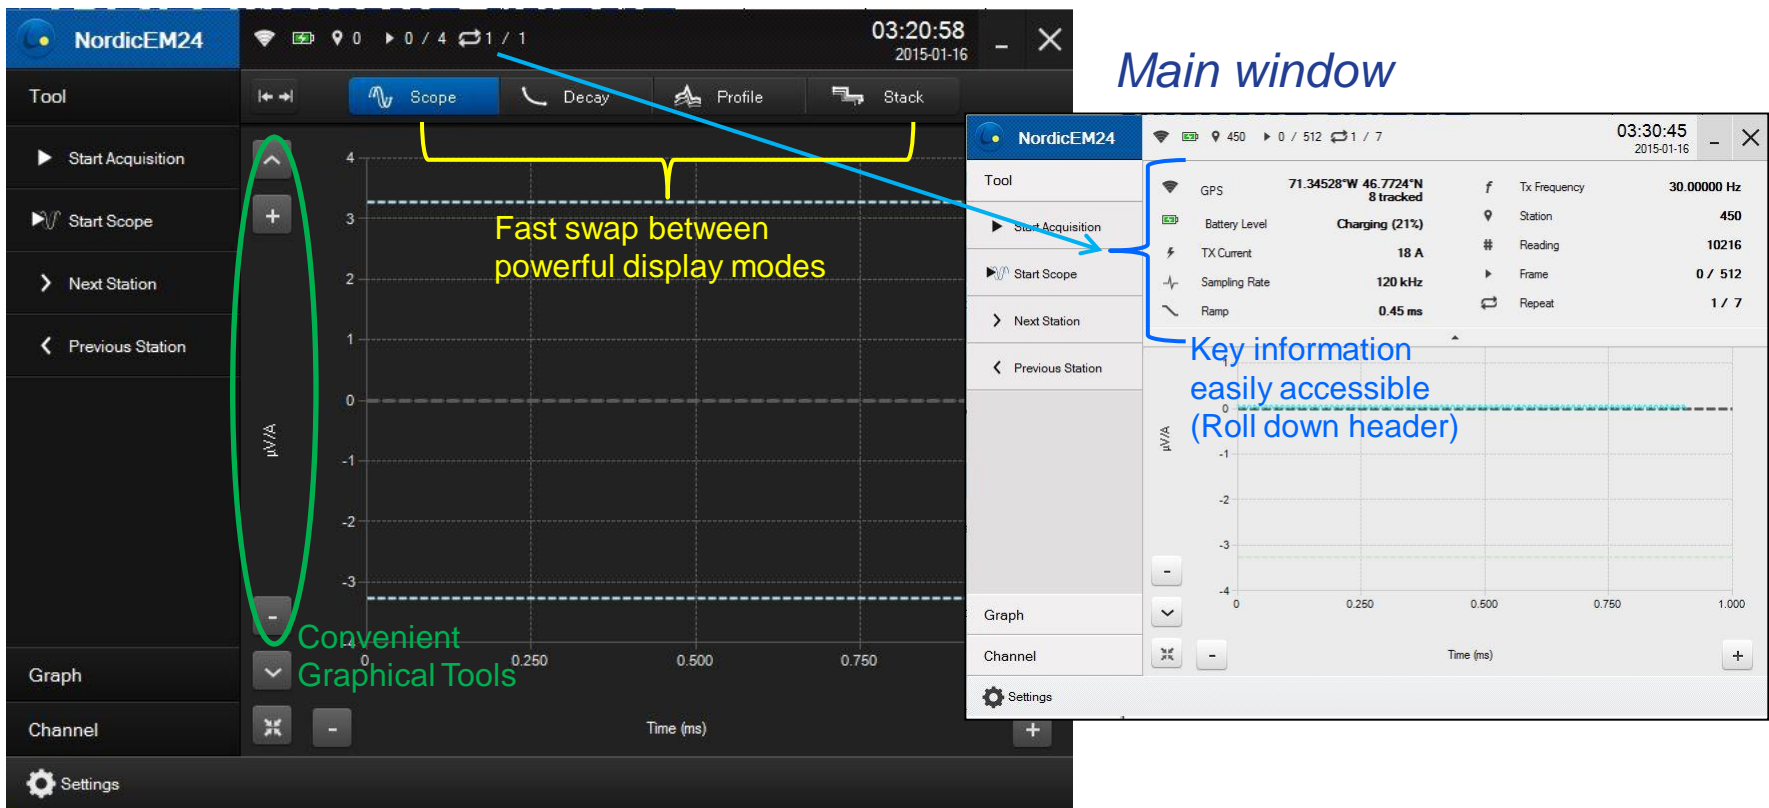 NordicEM24
0
0 / 4
1 / 1
03:20:58
2015-01-16
Main window
Tool
Scope
Decay
Profile
Stack
Start Acquisition
Start Scope
Next Station
Previous Station
+
-
µV/A
4
3
2
1
0
-1
-2
-3
-4
0
0.250
0.500
0.750
Time (ms)
-
+
Fast swap between
powerful display modes
Convenient
Graphical Tools
Graph
Channel
Settings
NordicEM24
450
0 / 512
1 / 7
03:30:45
2015-01-16
Tool
Start Acquisition
Start Scope
Next Station
Previous Station
GPS
71.34528°W 46.7724°N
8 tracked
Battery Level
Charging (21%)
TX Current
18 A
Sampling Rate
120 kHz
Ramp
0.45 ms
f
Tx Frequency
30.00000 Hz
Station
450
#
Reading
10216
Frame
0 / 512
Repeat
1 / 7
Key information
easily accessible
(Roll down header)
µV/A
1
0
-1
-2
-3
-4
0
0.250
0.500
0.750
1.000
-
-
Time (ms)
+
Graph
Channel
Settings